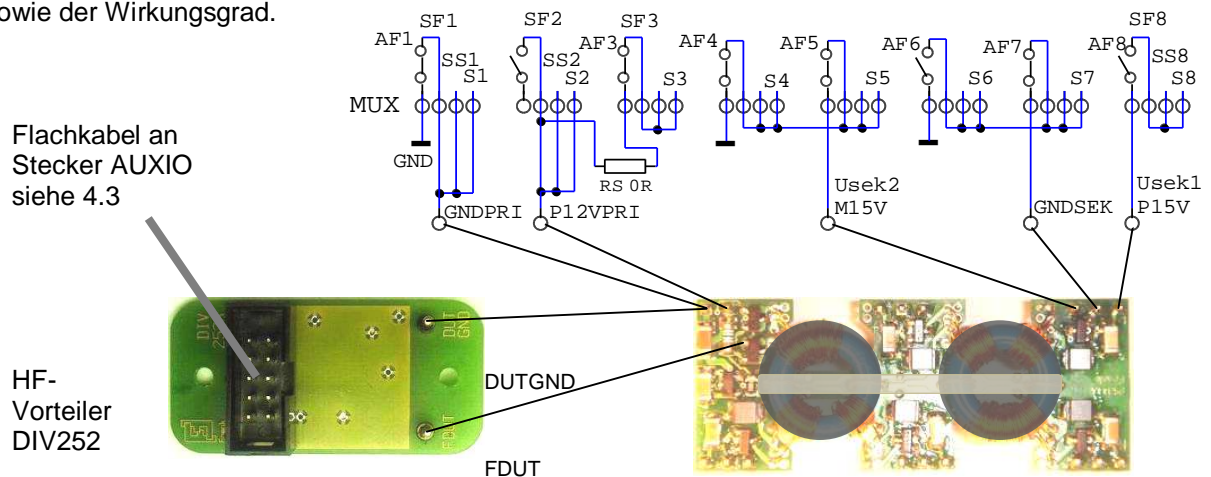 owie der Wirkungsgrad.
SF1 SF2 SF3 SF8
AF1 AF3 AF4 AF5 AF6 AF7 AF8
SS1 SS2 SS8
S1 S2 S3 S4 S5 S6 S7 S8
MUX
GND
RS 0R
Flachkabel an
Stecker AUXIO
siehe 4.3
Usek2
M15V
Usek1
P15V
GNDPRI P12VPRI GNDSEK
DIV
DUT
GND
HF-
Vorteiler
DIV252
DUTGND
FDUT
FDUT